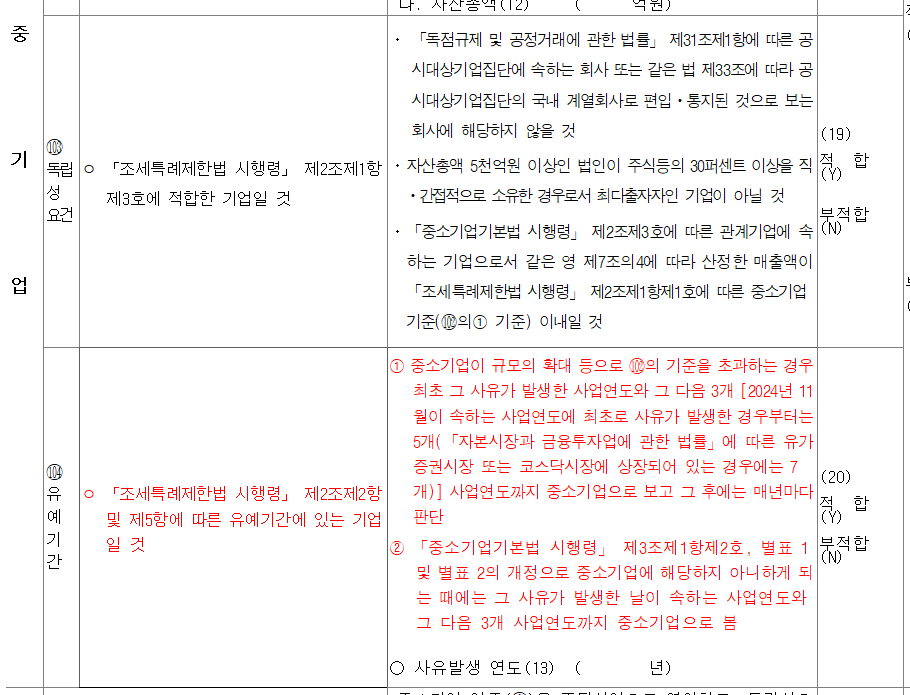 나. 자산총액(12) ( 억원)
중
기
업
⑩③
독립
성
요건
ㅇ 「조세특례제한법 시행령」 제2조제1항
제3호에 적합한 기업일 것
· 「독점규제 및 공정거래에 관한 법률」 제31조제1항에 따른 공
시대상기업집단에 속하는 회사 또는 같은 법 제33조에 따라 공
시대상기업집단의 국내 계열회사로 편입·통지된 것으로 보는
회사에 해당하지 않을 것
· 자산총액 5천억원 이상인 법인이 주식등의 30퍼센트 이상을 직
·간접적으로 소유한 경우로서 최다출자자인 기업이 아닐 것
· 「중소기업기본법 시행령」 제2조제3호에 따른 관계기업에 속
하는 기업으로서 같은 영 제7조의4에 따라 산정한 매출액이
「조세특례제한법 시행령」 제2조제1항제1호에 따른 중소기업
기준(⑩②의① 기준) 이내일 것
(19)
적 합
(Y)
부적합
(N)
⑩④
유
예
기
간
ㅇ 「조세특례제한법 시행령」 제2조제2항
및 제5항에 따른 유예기간에 있는 기업
일 것
① 중소기업이 규모의 확대 등으로 ⑩②의 기준을 초과하는 경우
최초 그 사유가 발생한 사업연도와 그 다음 3개 [2024년 11
월이 속하는 사업연도에 최초로 사유가 발생한 경우부터는
5개(「자본시장과 금융투자업에 관한 법률」에 따른 유가
증권시장 또는 코스닥시장에 상장되어 있는 경우에는 7
개)] 사업연도까지 중소기업으로 보고 그 후에는 매년마다
판단
② 「중소기업기본법 시행령」 제3조제1항제2호, 별표 1
및 별표 2의 개정으로 중소기업에 해당하지 아니하게 되
는 때에는 그 사유가 발생한 날이 속하는 사업연도와
그 다음 3개 사업연도까지 중소기업으로 봄
○ 사유발생 연도(13) ( 년)
(20)
적 합
(Y)
부적합
(N)